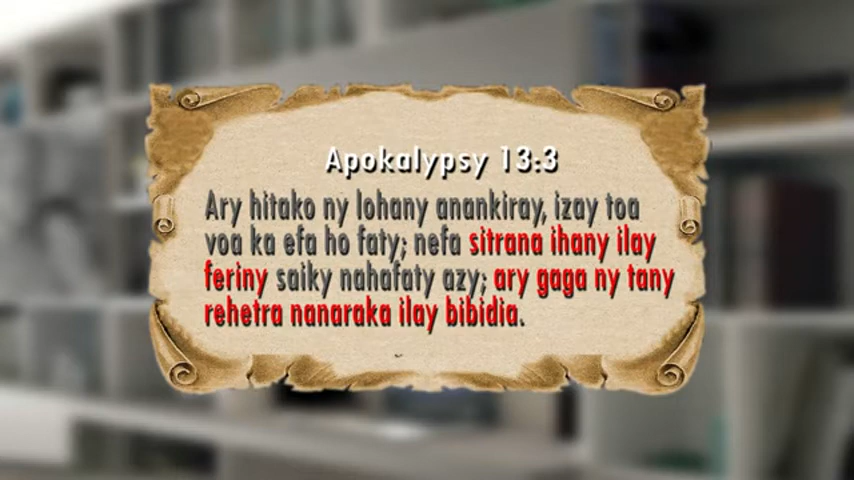 Apokalypsy 13:3
Ary hitako ny lohany anankiray, izay toa
voa ka efa ho faty; nefa sitrana ihany ilay
feriny saiky nahafaty azy; ary gaga ny tany
rehetra nanaraka ilay bibidia.